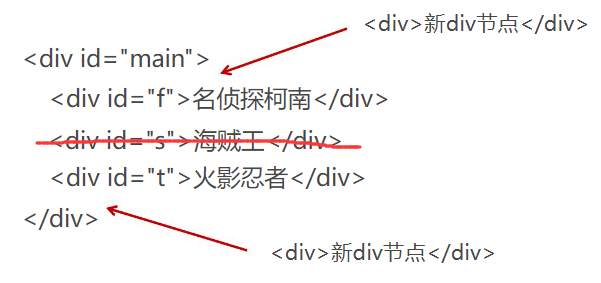 <div>新div节点</div>
<div id="main">
<div id="f">名侦探柯南</div>
<div id="s">海贼王</div>
<div id="t">火影忍者</div>
</div>
<div>新div节点</div>